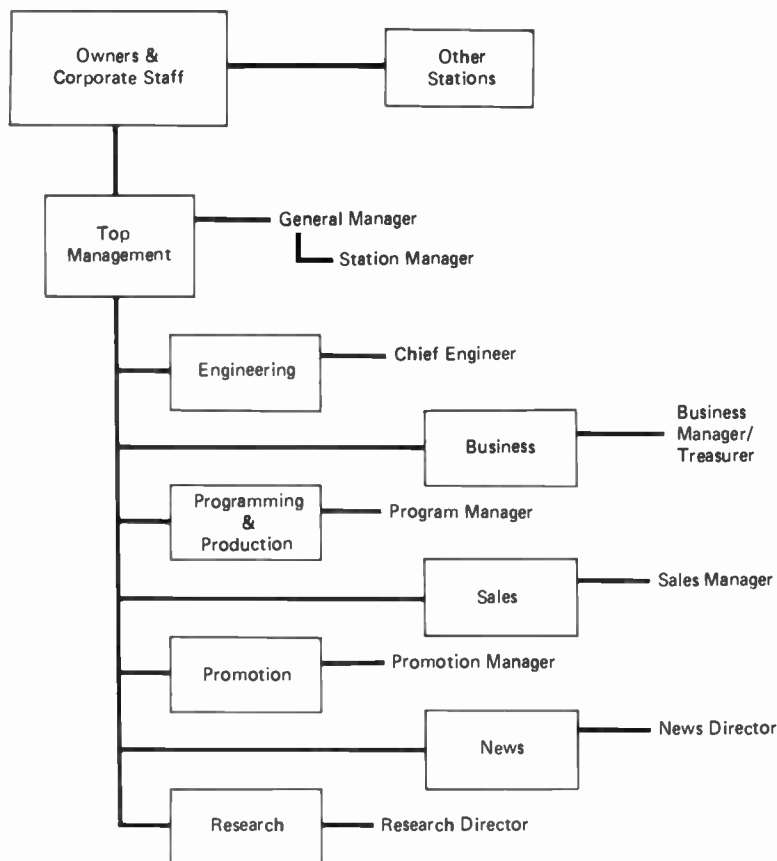 Owners &
Corporate Staff
Other
Stations
Top
Management
General Manager
Station Manager
Engineering
Chief Engineer
Business
Business
Manager/
Treasurer
Programming
&
Production
Program Manager
Sales
Sales Manager
Promotion
Promotion Manager
News
News Director
Research
Research Director